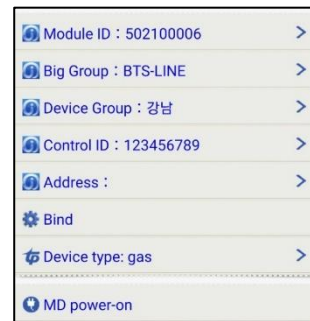 Module ID : 502100006
Big Group : BTS-LINE
Device Group : 강남
Control ID : 123456789
Address :
Bind
Device type: gas
MD power-on